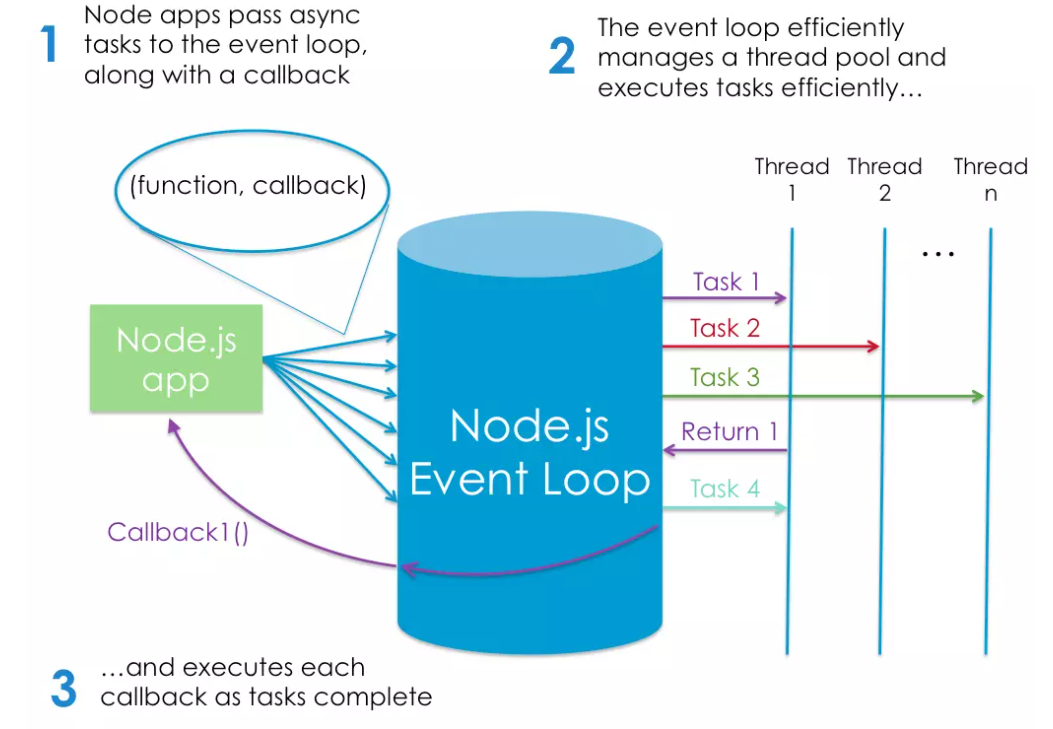 1
Node apps pass async
tasks to the event loop,
along with a callback
2
The event loop efficiently
manages a thread pool and
executes tasks efficiently…
(function, callback)
Thread
1
Thread
2
…
Thread
n
Node.js
app
Node.js
Event Loop
Task 1
Task 2
Task 3
Return 1
Task 4
Callback1()
3
…and executes each
callback as tasks complete